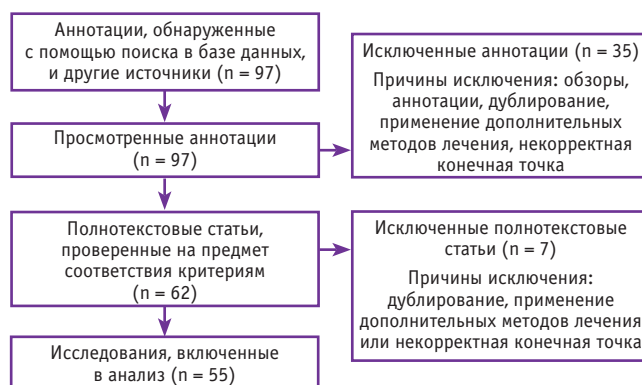 Аннотации, обнаруженные
с помощью поиска в базе данных,
и другие источники (n = 97)
Исключенные аннотации (n = 35)
Причины исключения: обзоры,
аннотации, дублирование,
применение дополнительных
методов лечения, некорректная
конечная точка
Просмотренные аннотации
(n = 97)
Полнотекстовые статьи,
проверенные на предмет
соответствия критериям
(n = 62)
Исключенные полнотекстовые
статьи (n = 7)
Причины исключения:
дублирование, применение
дополнительных методов лечения
или некорректная конечная точка
Исследования, включенные
в анализ (n = 55)